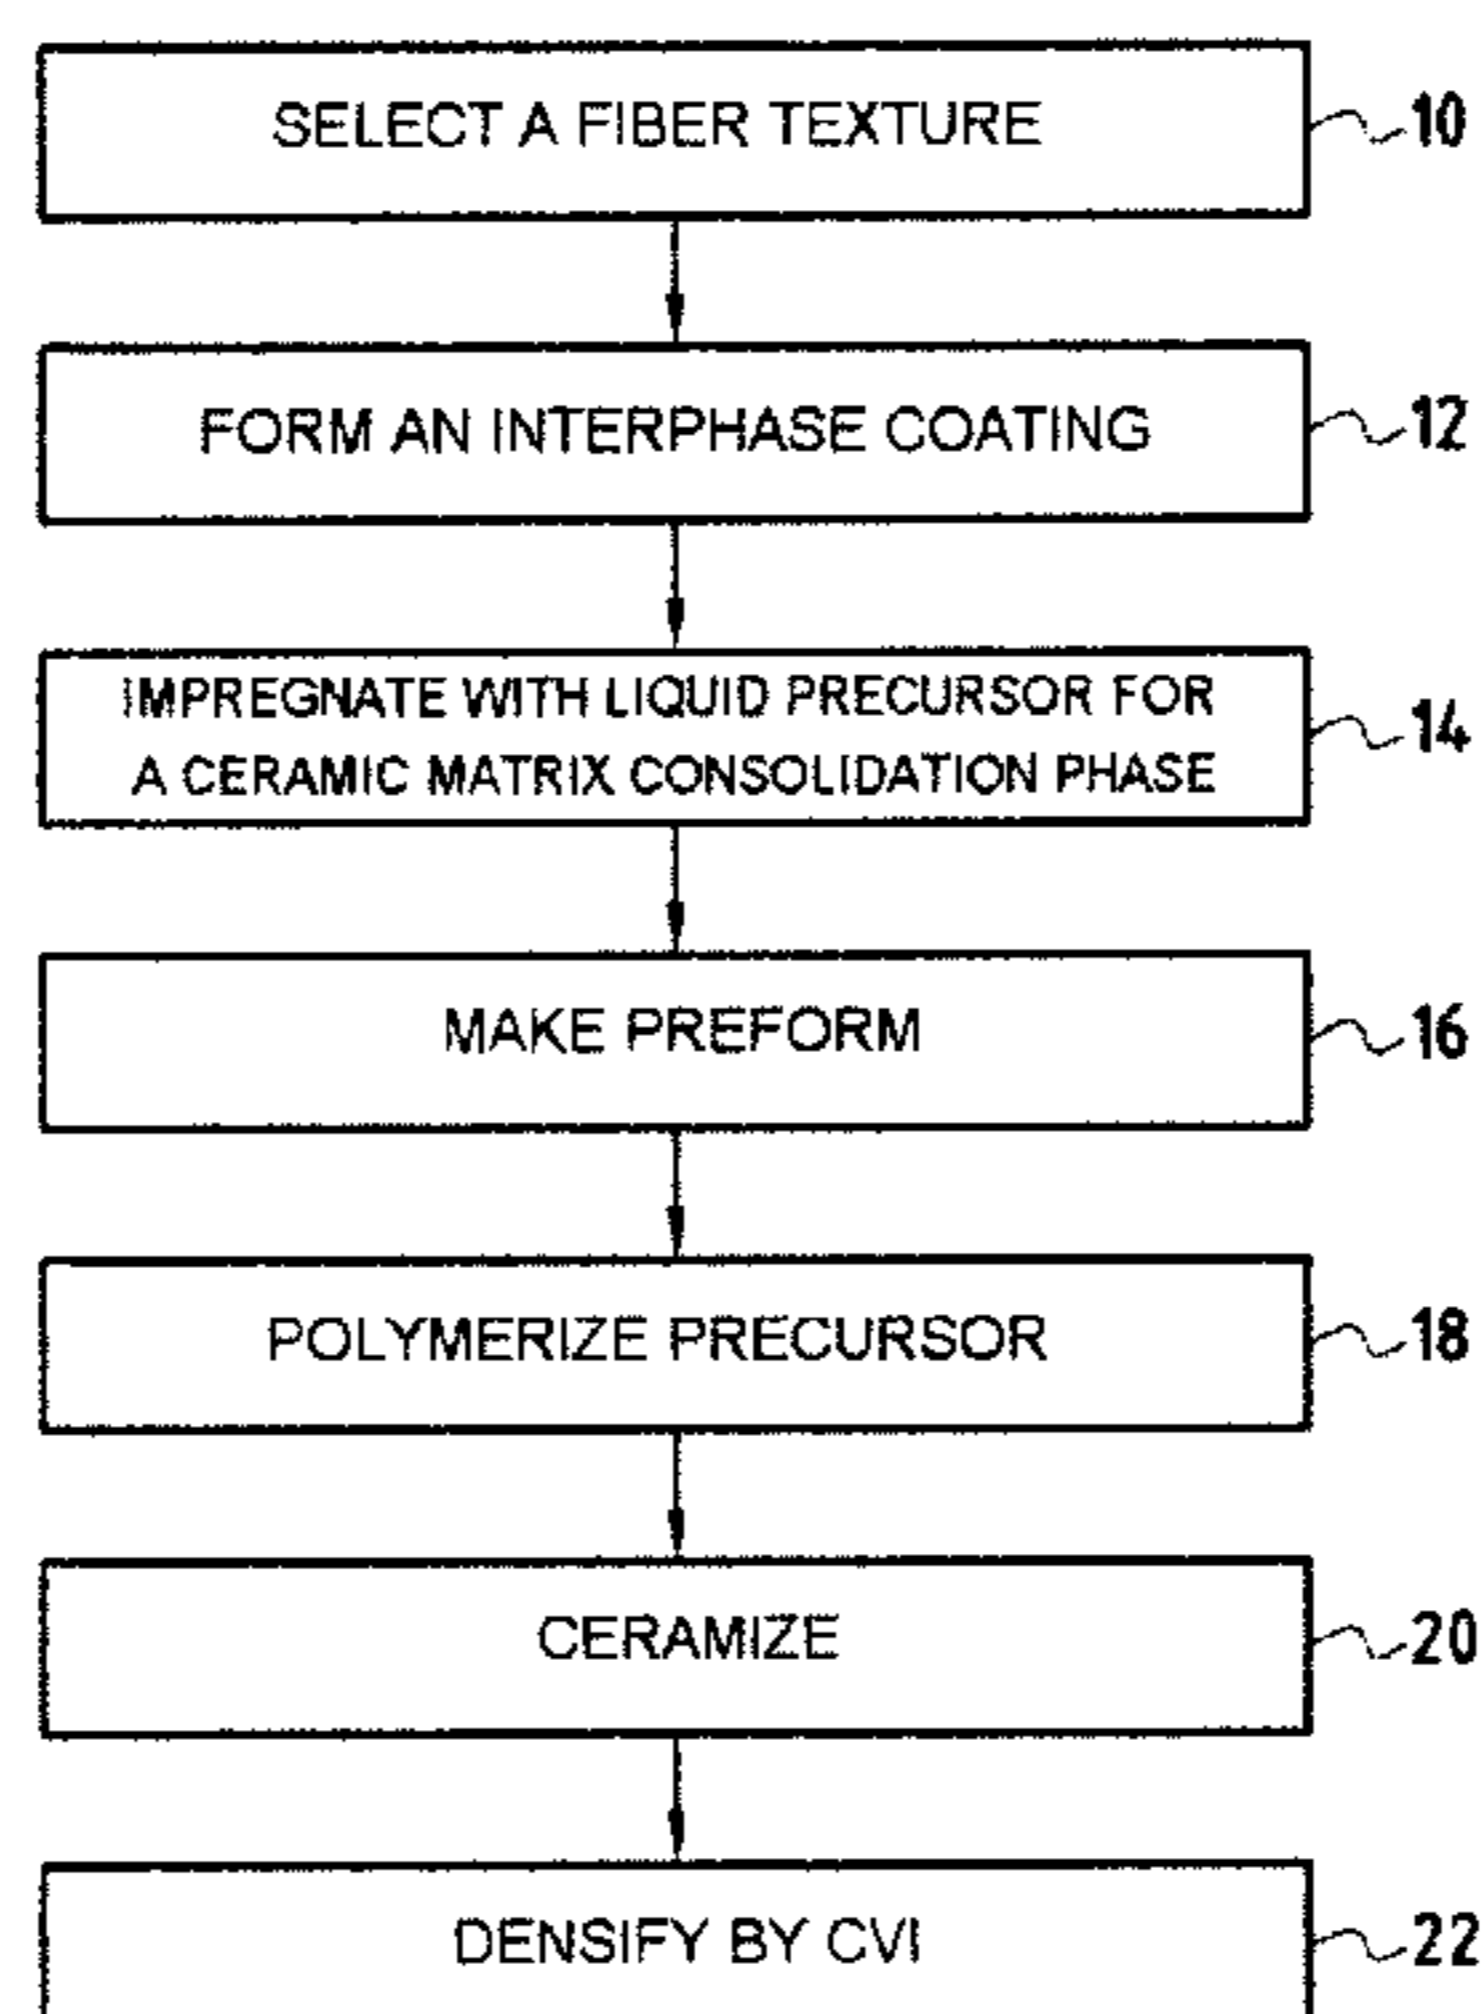 SELECT A FIBER TEXTURE
10
FORM AN INTERPHASE COATING
12
IMPREGNATE WITH LIQUID PRECURSOR FOR
A CERAMIC MATRIX CONSOLIDATION PHASE
14
MAKE PREFORM
16
POLYMERIZE PRECURSOR
18
CERAMIZE
20
DENSIFY BY CVI
22